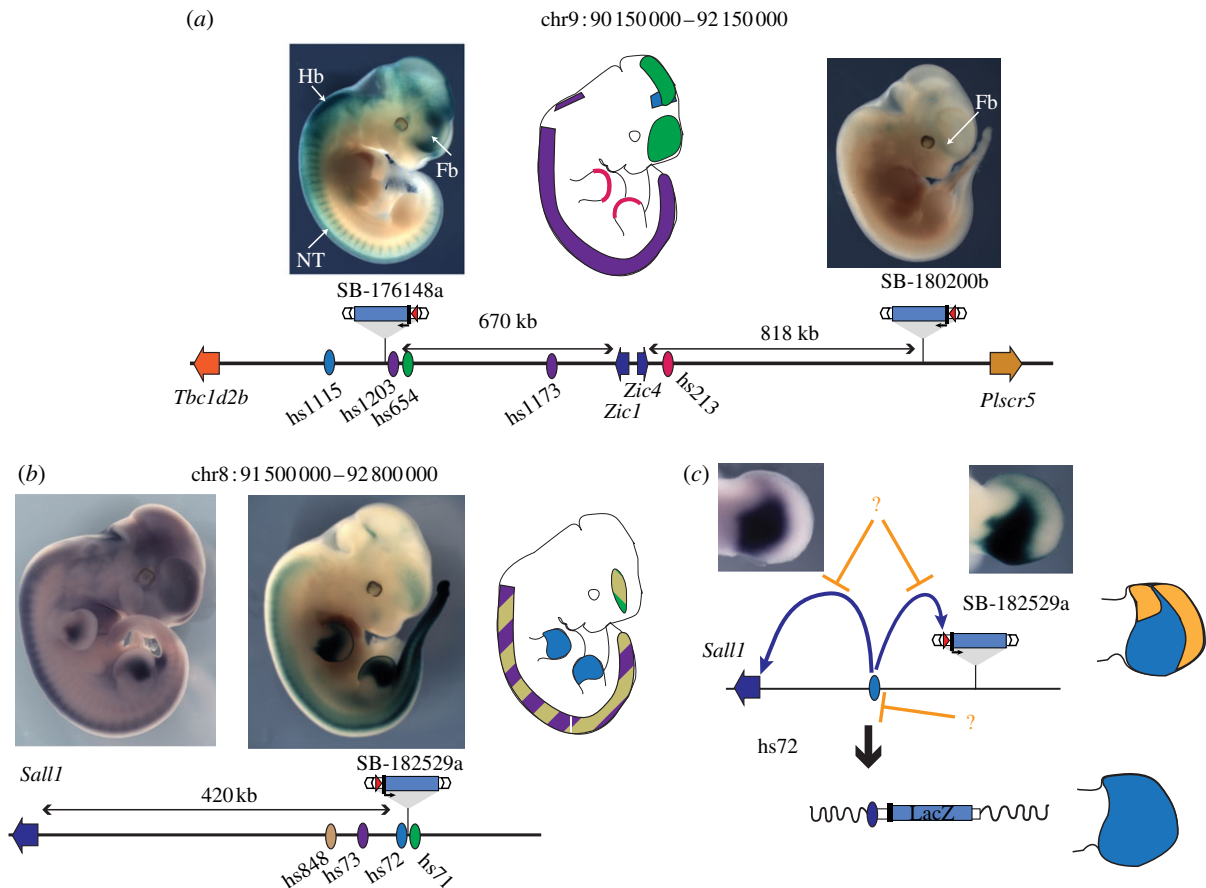 (a)
chr9 : 90 150 000 – 92 150 000
Hb
Fb
NT
Fb
SB-176148a
SB-180200b
670 kb
818 kb
Tbc1d2b
hs1115
hs1203
hs654
hs1173
Zic1
Zic4
hs213
Plscr5
(b)
chr8 : 91 500 000 – 92 800 000
SB-182529a
Sall1
420 kb
hs848
hs73
hs72
hs71
(c)
?
SB-182529a
Sall1
?
hs72
LacZ